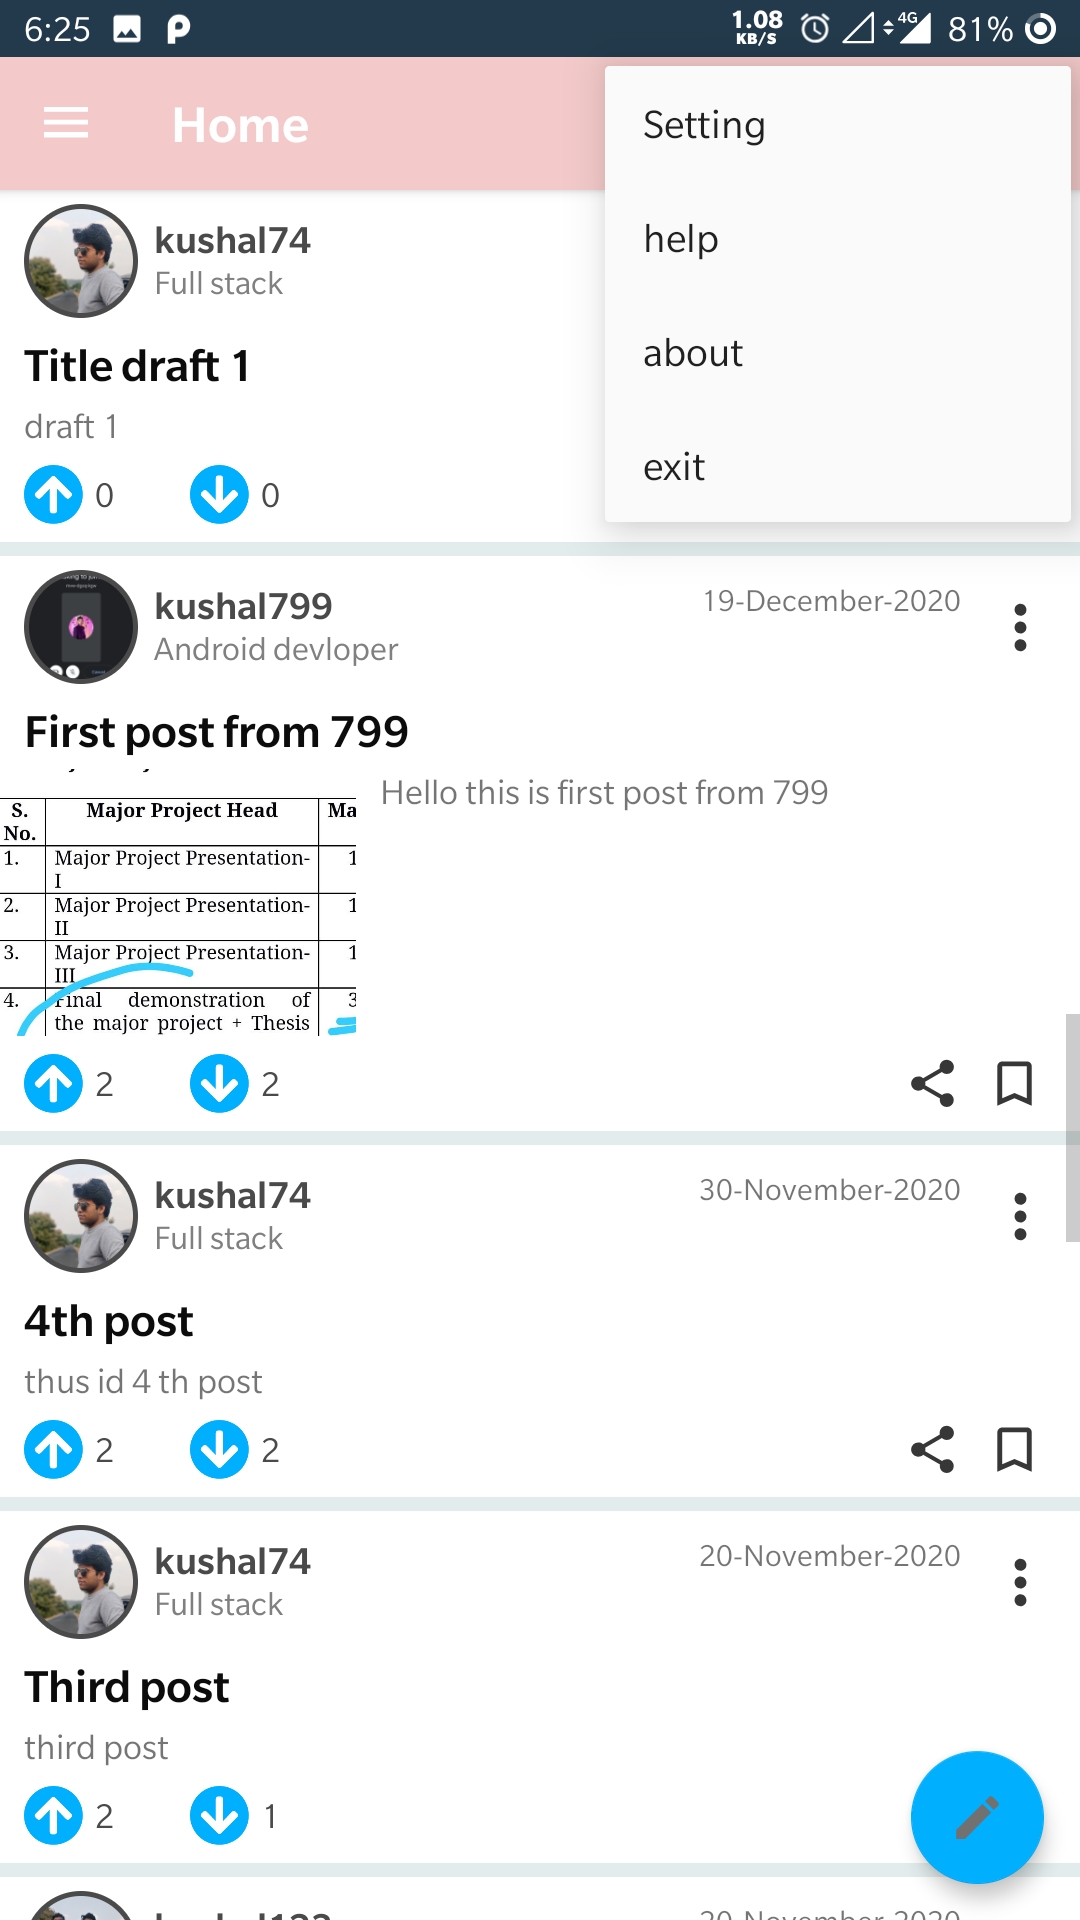 6:25
1.08
KB/S
4G
81%
Home
Setting
help
about
exit
kushal74
Full stack
Title draft 1
draft 1
0
0
kushal799
Android devloper
19-December-2020
First post from 799
Hello this is first post from 799
S.
No.
Major Project Head
Ma
1.
Major Project Presentation-
I
1
2.
Major Project Presentation-
II
1
3.
Major Project Presentation-
III
1
4.
Final demonstration of
the major project + Thesis
3
2
2
kushal74
Full stack
30-November-2020
4th post
thus id 4 th post
2
2
kushal74
Full stack
20-November-2020
Third post
third post
2
1